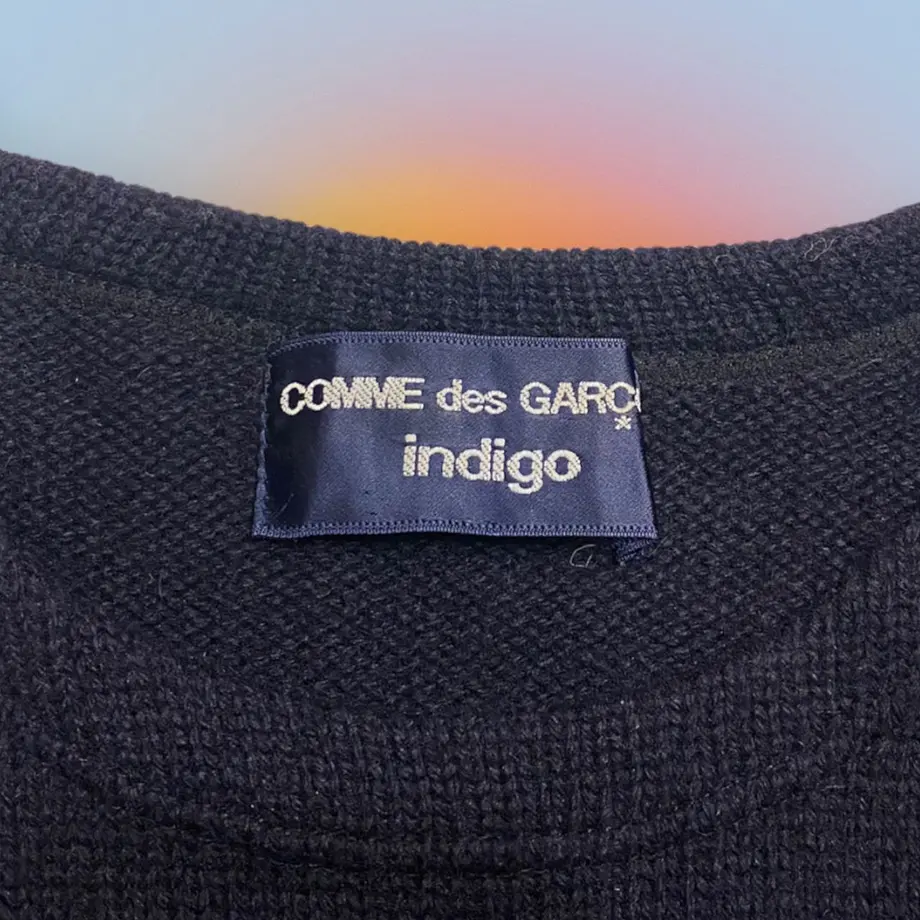 COMME des GARÇ
*
indigo